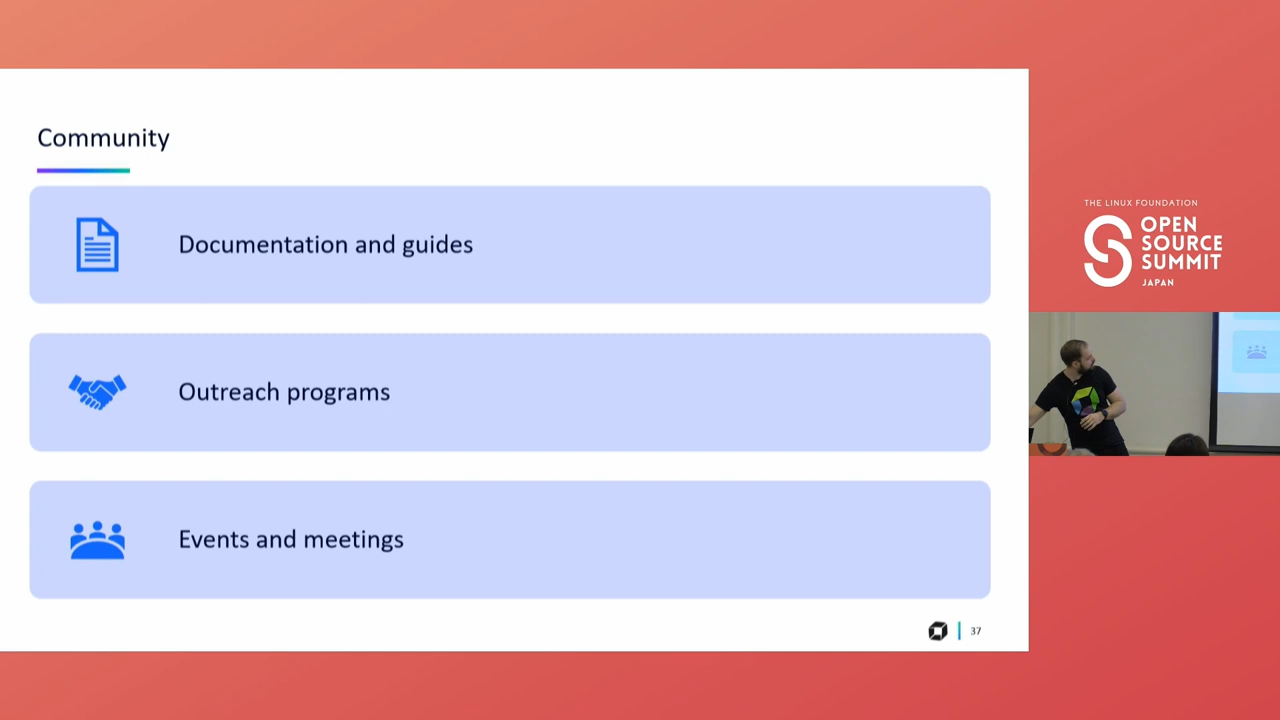 Community
Documentation and guides
Outreach programs
Events and meetings
37
THE LINUX FOUNDATION
OPEN
SOURCE
SUMMIT
JAPAN